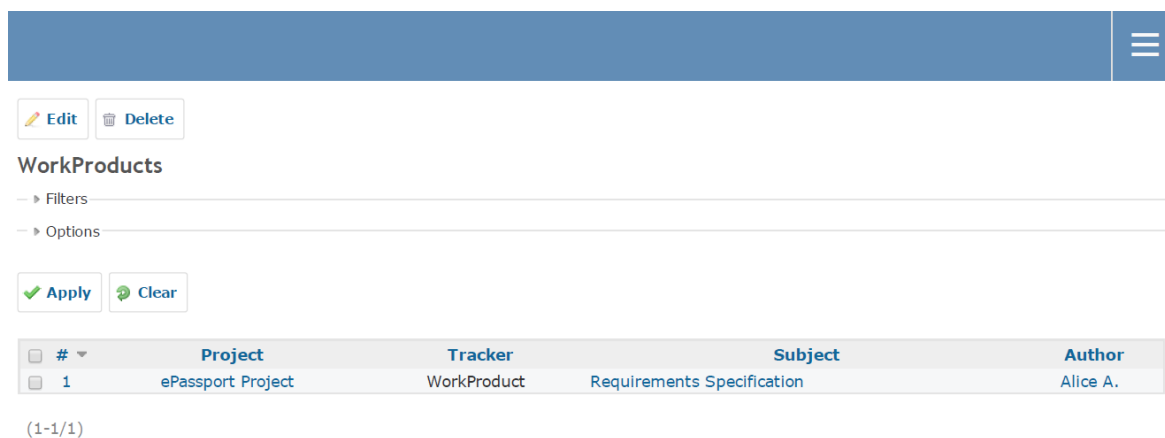 Edit Delete
WorkProducts
Filters
Options
Apply Clear
# Project Tracker Subject Author
1 ePassport Project WorkProduct Requirements Specification Alice A.
(1-1/1)